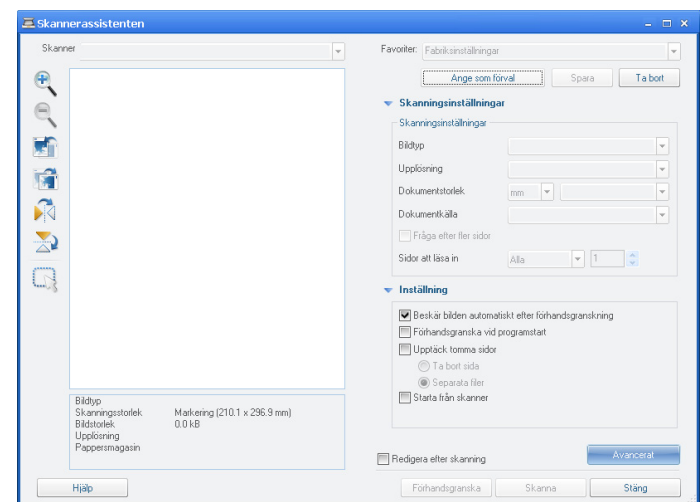 Skannerassistenten
Skanner
Favoriter: Fabriksinställningar
Ange som förval Spara Ta bort
Skanningsinställningar
Skanningsinställningar
Bildtyp
Upplösning
Dokumentstorlek mm
Dokumentkälla
Fråga efter fler sidor
Sidor att läsa in Alla 1
Inställning
Beskär bilden automatiskt efter förhandsgranskning
Förhandsgranska vid programstart
Upptäck tomma sidor
Ta bort sida
Separata filer
Starta från skanner
Bildtyp
Skanningsstorlek Markering (210.1 x 296.9 mm)
Bildstorlek 0.0 kB
Upplösning
Pappersmagasin
Redigera efter skanning Avancerat
Hjälp Förhandsgranska Skanna Stäng